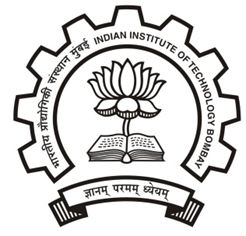 भारतीय प्रौद्योगिकी संस्थान मुंबई
INDIAN INSTITUTE OF TECHNOLOGY BOMBAY
ज्ञानम् परमम् ध्येयम्